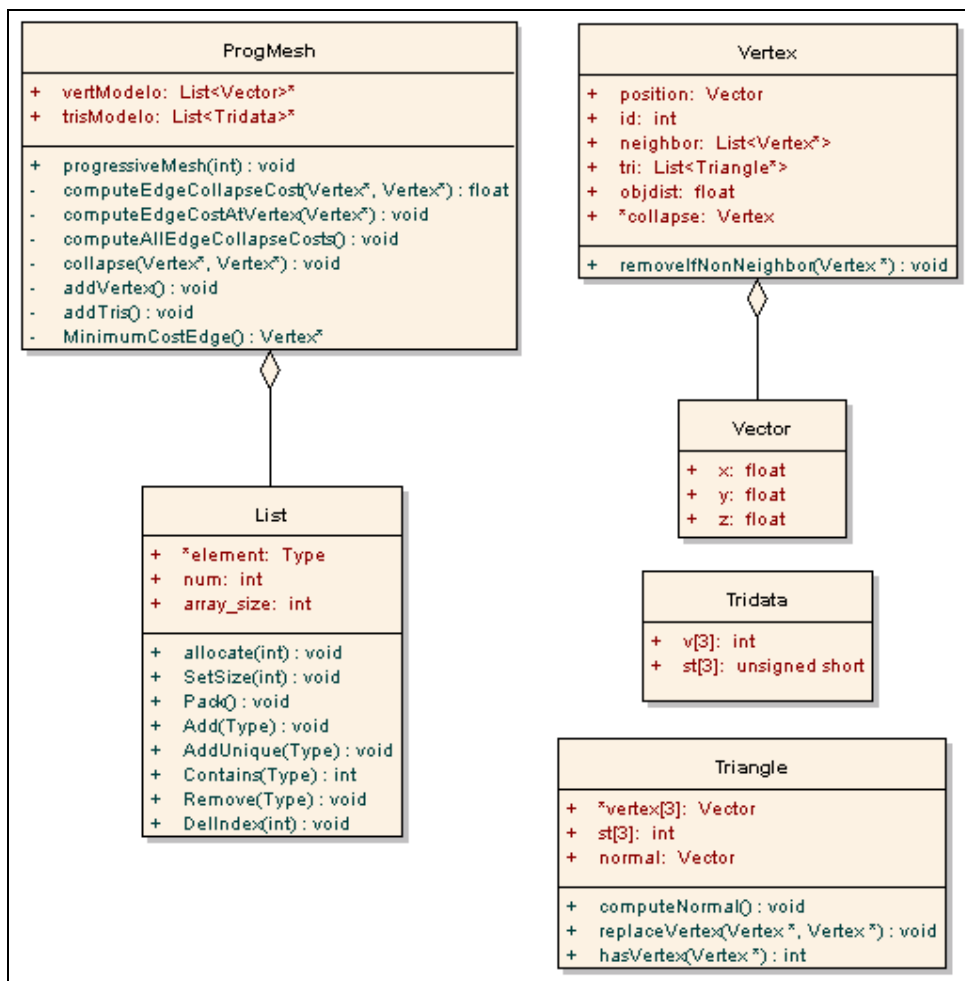 ProgMesh
+ vertModelo: List<Vector>*
+ trisModelo: List<Tridata>*
+ progressiveMesh(int) : void
- computeEdgeCollapseCost(Vertex*, Vertex*) : float
- computeEdgeCostAtVertex(Vertex*) : void
- computeAllEdgeCollapseCosts() : void
- collapse(Vertex*, Vertex*) : void
- addVertex() : void
- addTris() : void
- MinimumCostEdge() : Vertex*
Vertex
+ position: Vector
+ id: int
+ neighbor: List<Vertex*>
+ tri: List<Triangle*>
+ objdist: float
+ *collapse: Vertex
+ removeIfNonNeighbor(Vertex *) : void
List
+ *element: Type
+ num: int
+ array_size: int
+ allocate(int) : void
+ SetSize(int) : void
+ Pack() : void
+ Add(Type) : void
+ AddUnique(Type) : void
+ Contains(Type) : int
+ Remove(Type) : void
+ DelIndex(int) : void
Vector
+ x: float
+ y: float
+ z: float
Tridata
+ v[3]: int
+ st[3]: unsigned short
Triangle
+ *vertex[3]: Vector
+ st[3]: int
+ normal: Vector
+ computeNormal() : void
+ replaceVertex(Vertex *, Vertex *) : void
+ hasVertex(Vertex *) : int